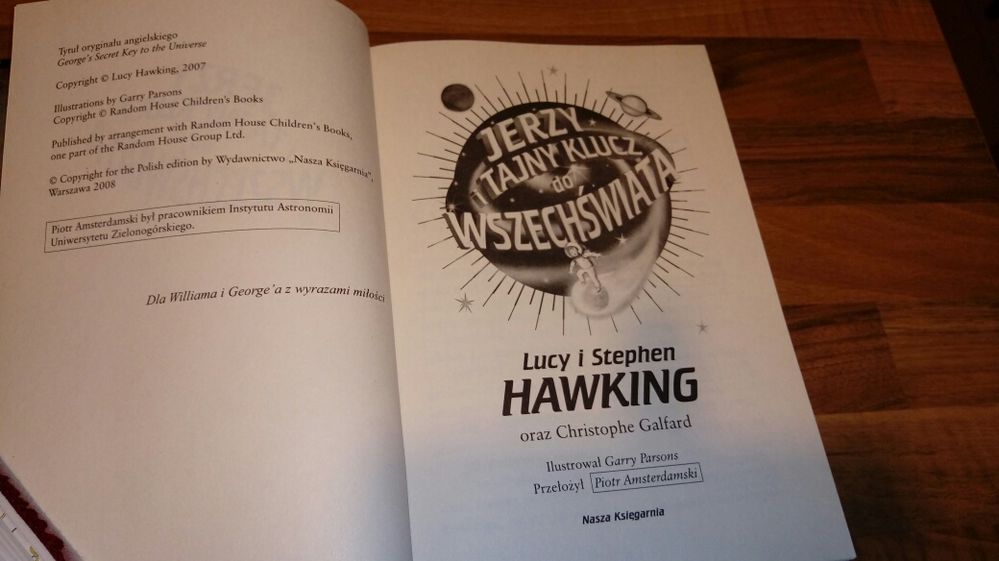 Tytuł oryginału angielskiego
George's Secret Key to the Universe
Copyright © Lucy Hawking, 2007
Illustrations by Garry Parsons
Copyright © Random House Children's Books
Published by arrangement with Random House Children's Books,
one part of the Random House Group Ltd.
© Copyright for the Polish edition by Wydawnictwo „Nasza Księgarnia”,
Warszawa 2008
Piotr Amsterdamski był pracownikiem Instytutu Astronomii
Uniwersytetu Zielonogórskiego.
Dla Williama i George'a z wyrazami miłości
JERZY
I TAJNY KLUCZ
do
WSZECHŚWIATA
Lucy i Stephen
HAWKING
oraz Christophe Galfard
Ilustrował Garry Parsons
Przełożył Piotr Amsterdamski
Nasza Księgarnia